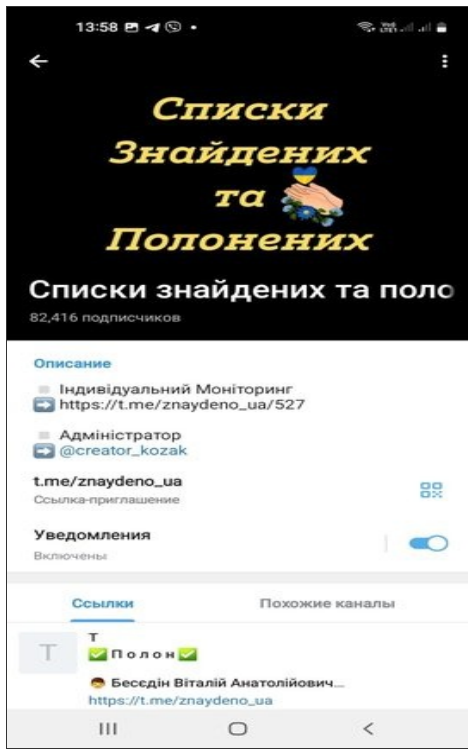 13:58
Списки
Знайдених
та
Полонених
Списки знайдених та поло
82,416 подписчиков
Описание
Індивідуальний Моніторинг
➡️ https://t.me/znaydeno_ua/527
Адміністратор
➡️ @creator_kozak
t.me/znaydeno_ua
Ссылка-приглашение
Уведомления
Включены
Ссылки
Похожие каналы
Т
Т
✅ П о л о н ✅
👦 Бесєдін Віталій Анатолійович...
https://t.me/znaydeno_ua